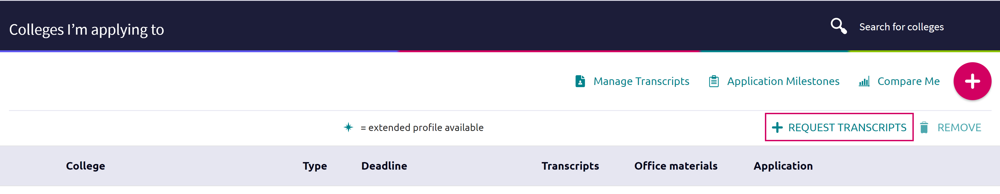 Colleges I’m applying to
Search for colleges
Manage Transcripts
Application Milestones
Compare Me
= extended profile available
REQUEST TRANSCRIPTS
REMOVE
College Type Deadline Transcripts Office materials Application